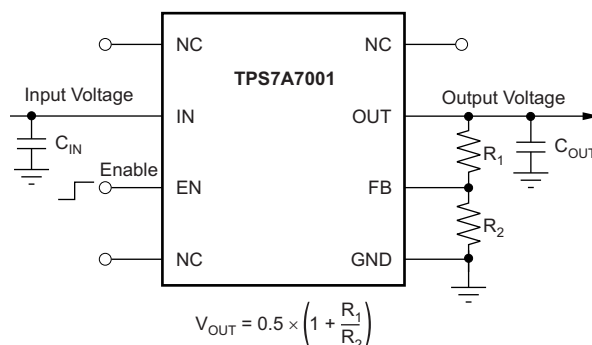 NC
NC
TPS7A7001
Input Voltage
IN
OUT
Output Voltage
C_IN
R_1
C_OUT
Enable
EN
FB
R_2
NC
GND
V_OUT = 0.5 × (1 + R_1/R_2)